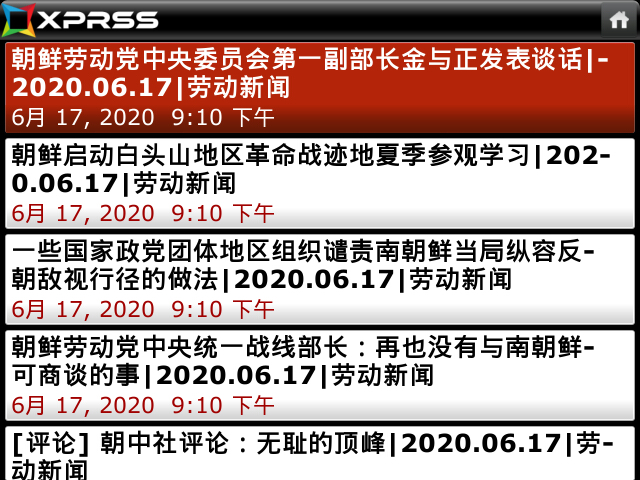 XPRSS
朝鲜劳动党中央委员会第一副部长金与正发表谈话|-
2020.06.17|劳动新闻
6月 17, 2020 9:10 下午
朝鲜启动白头山地区革命战迹地夏季参观学习|202-
0.06.17|劳动新闻
6月 17, 2020 9:10 下午
一些国家政党团体地区组织谴责南朝鲜当局纵容反-
朝敌视行径的做法|2020.06.17|劳动新闻
6月 17, 2020 9:10 下午
朝鲜劳动党中央统一战线部长：再也没有与南朝鲜-
可商谈的事|2020.06.17|劳动新闻
6月 17, 2020 9:10 下午
[评论] 朝中社评论：无耻的顶峰|2020.06.17|劳-
动新闻